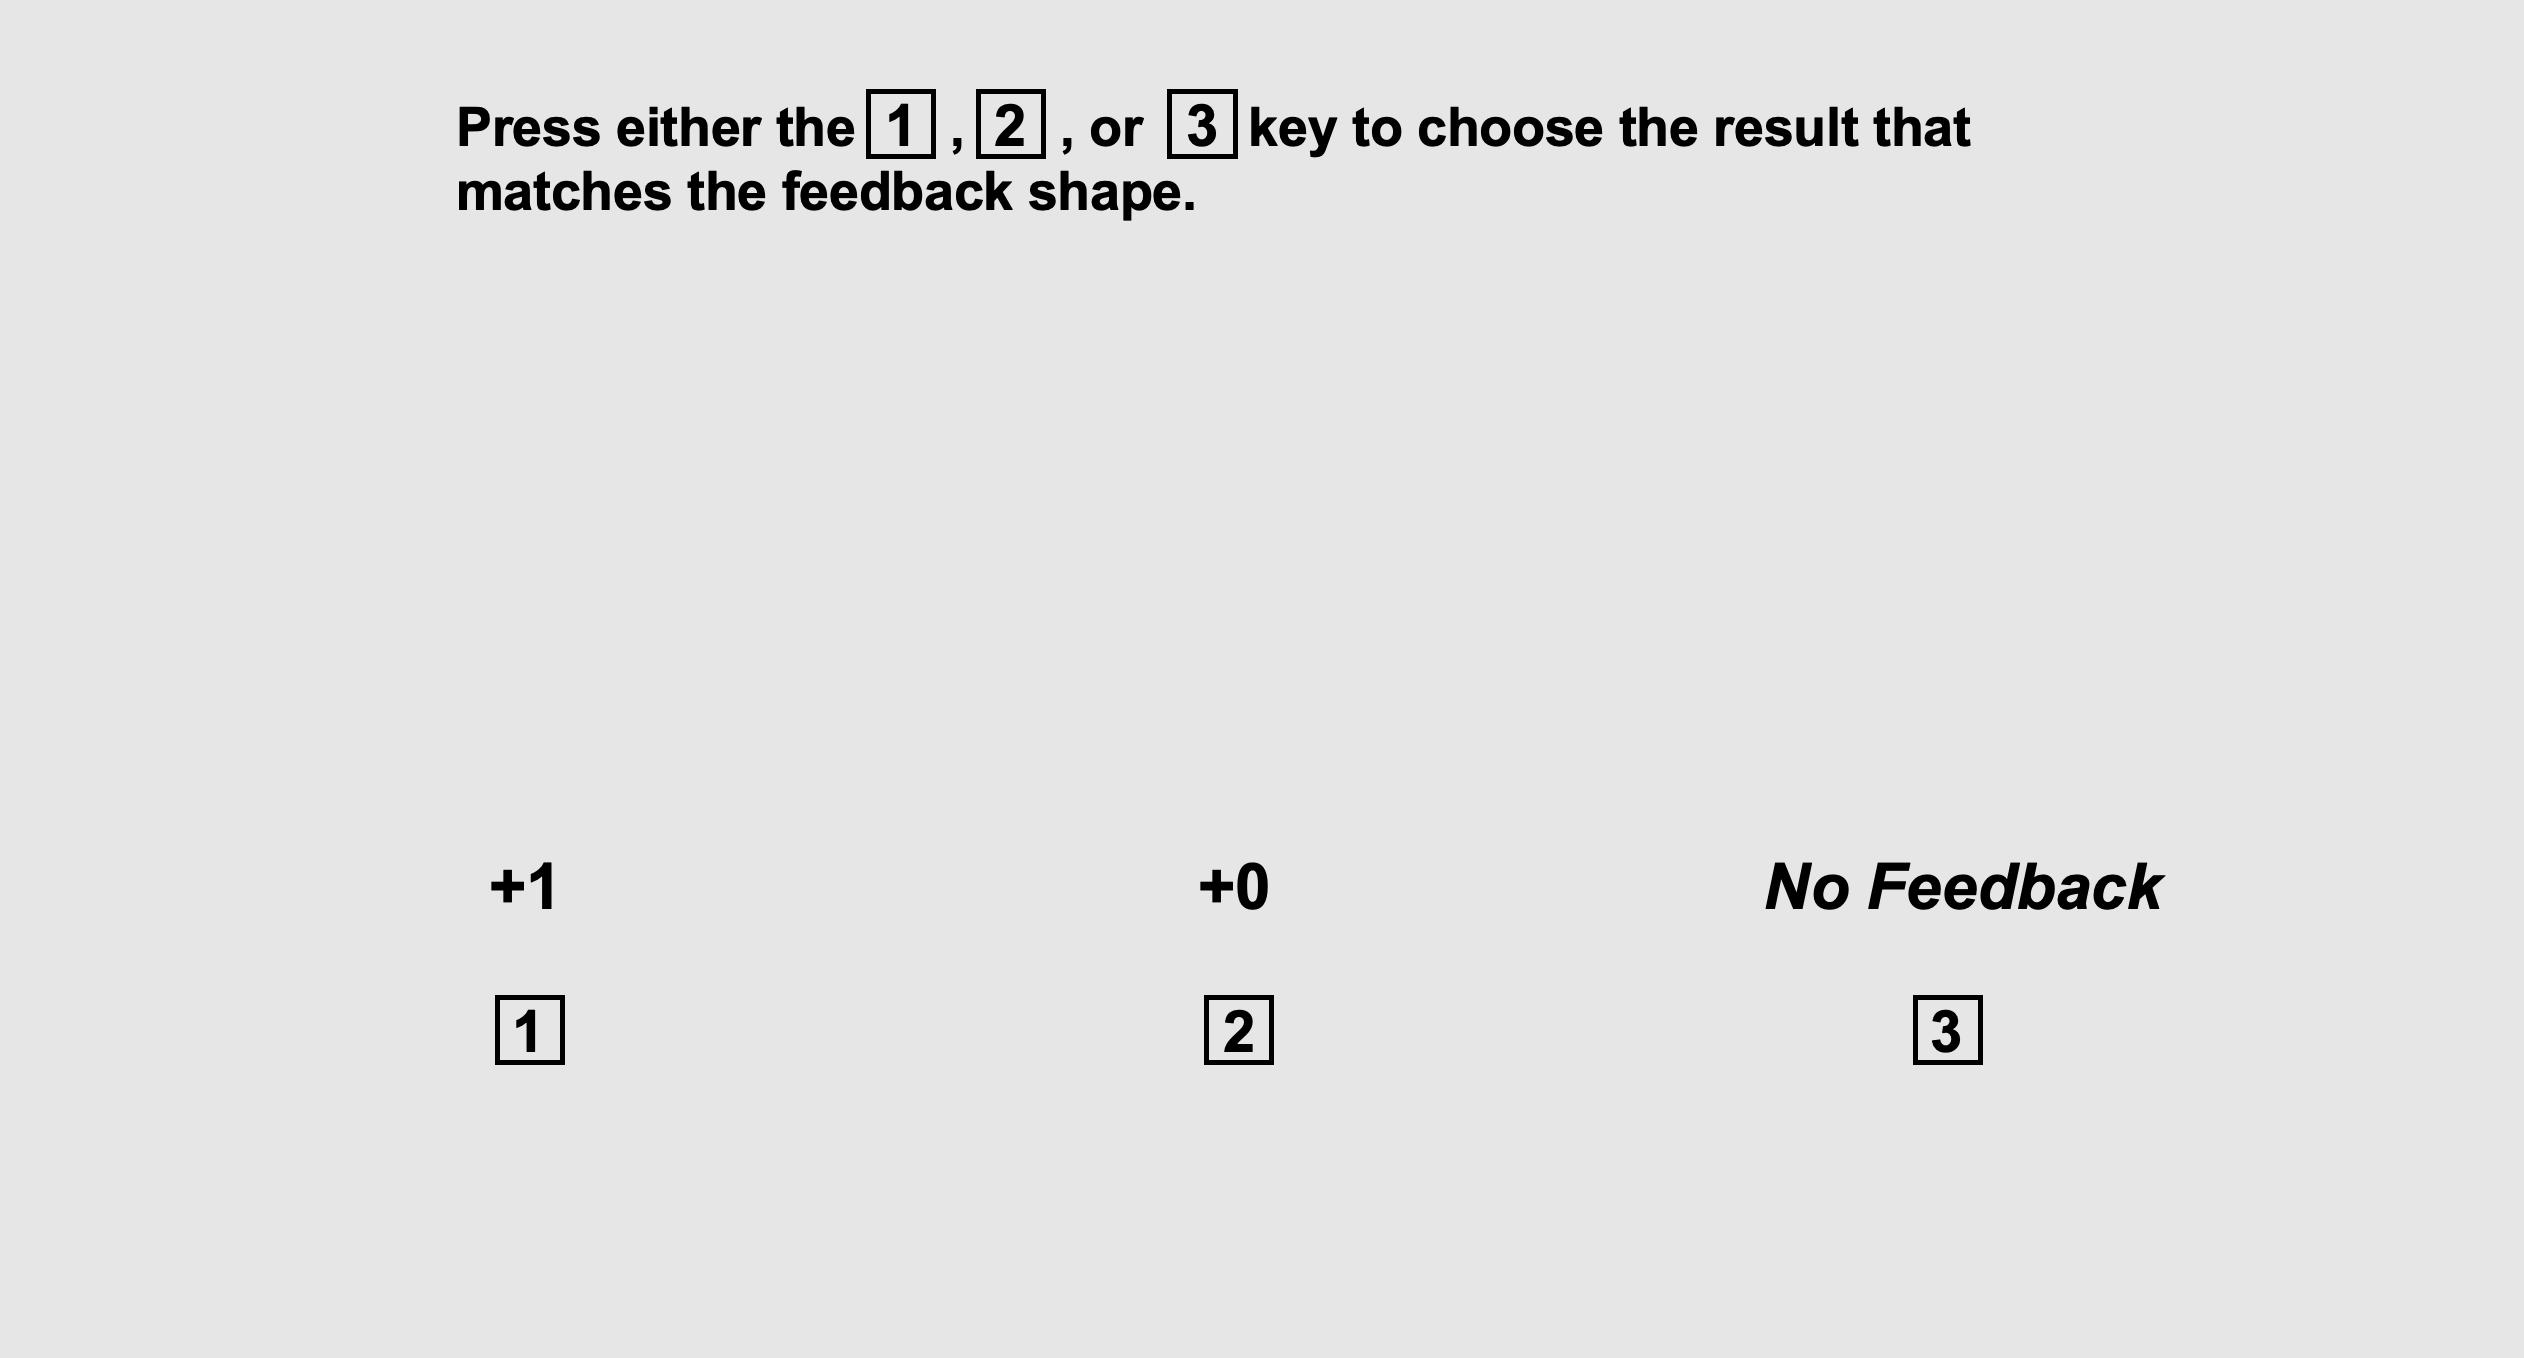 Press either the 1 , 2 , or 3 key to choose the result that
matches the feedback shape.
+1 +0 No Feedback
1 2 3